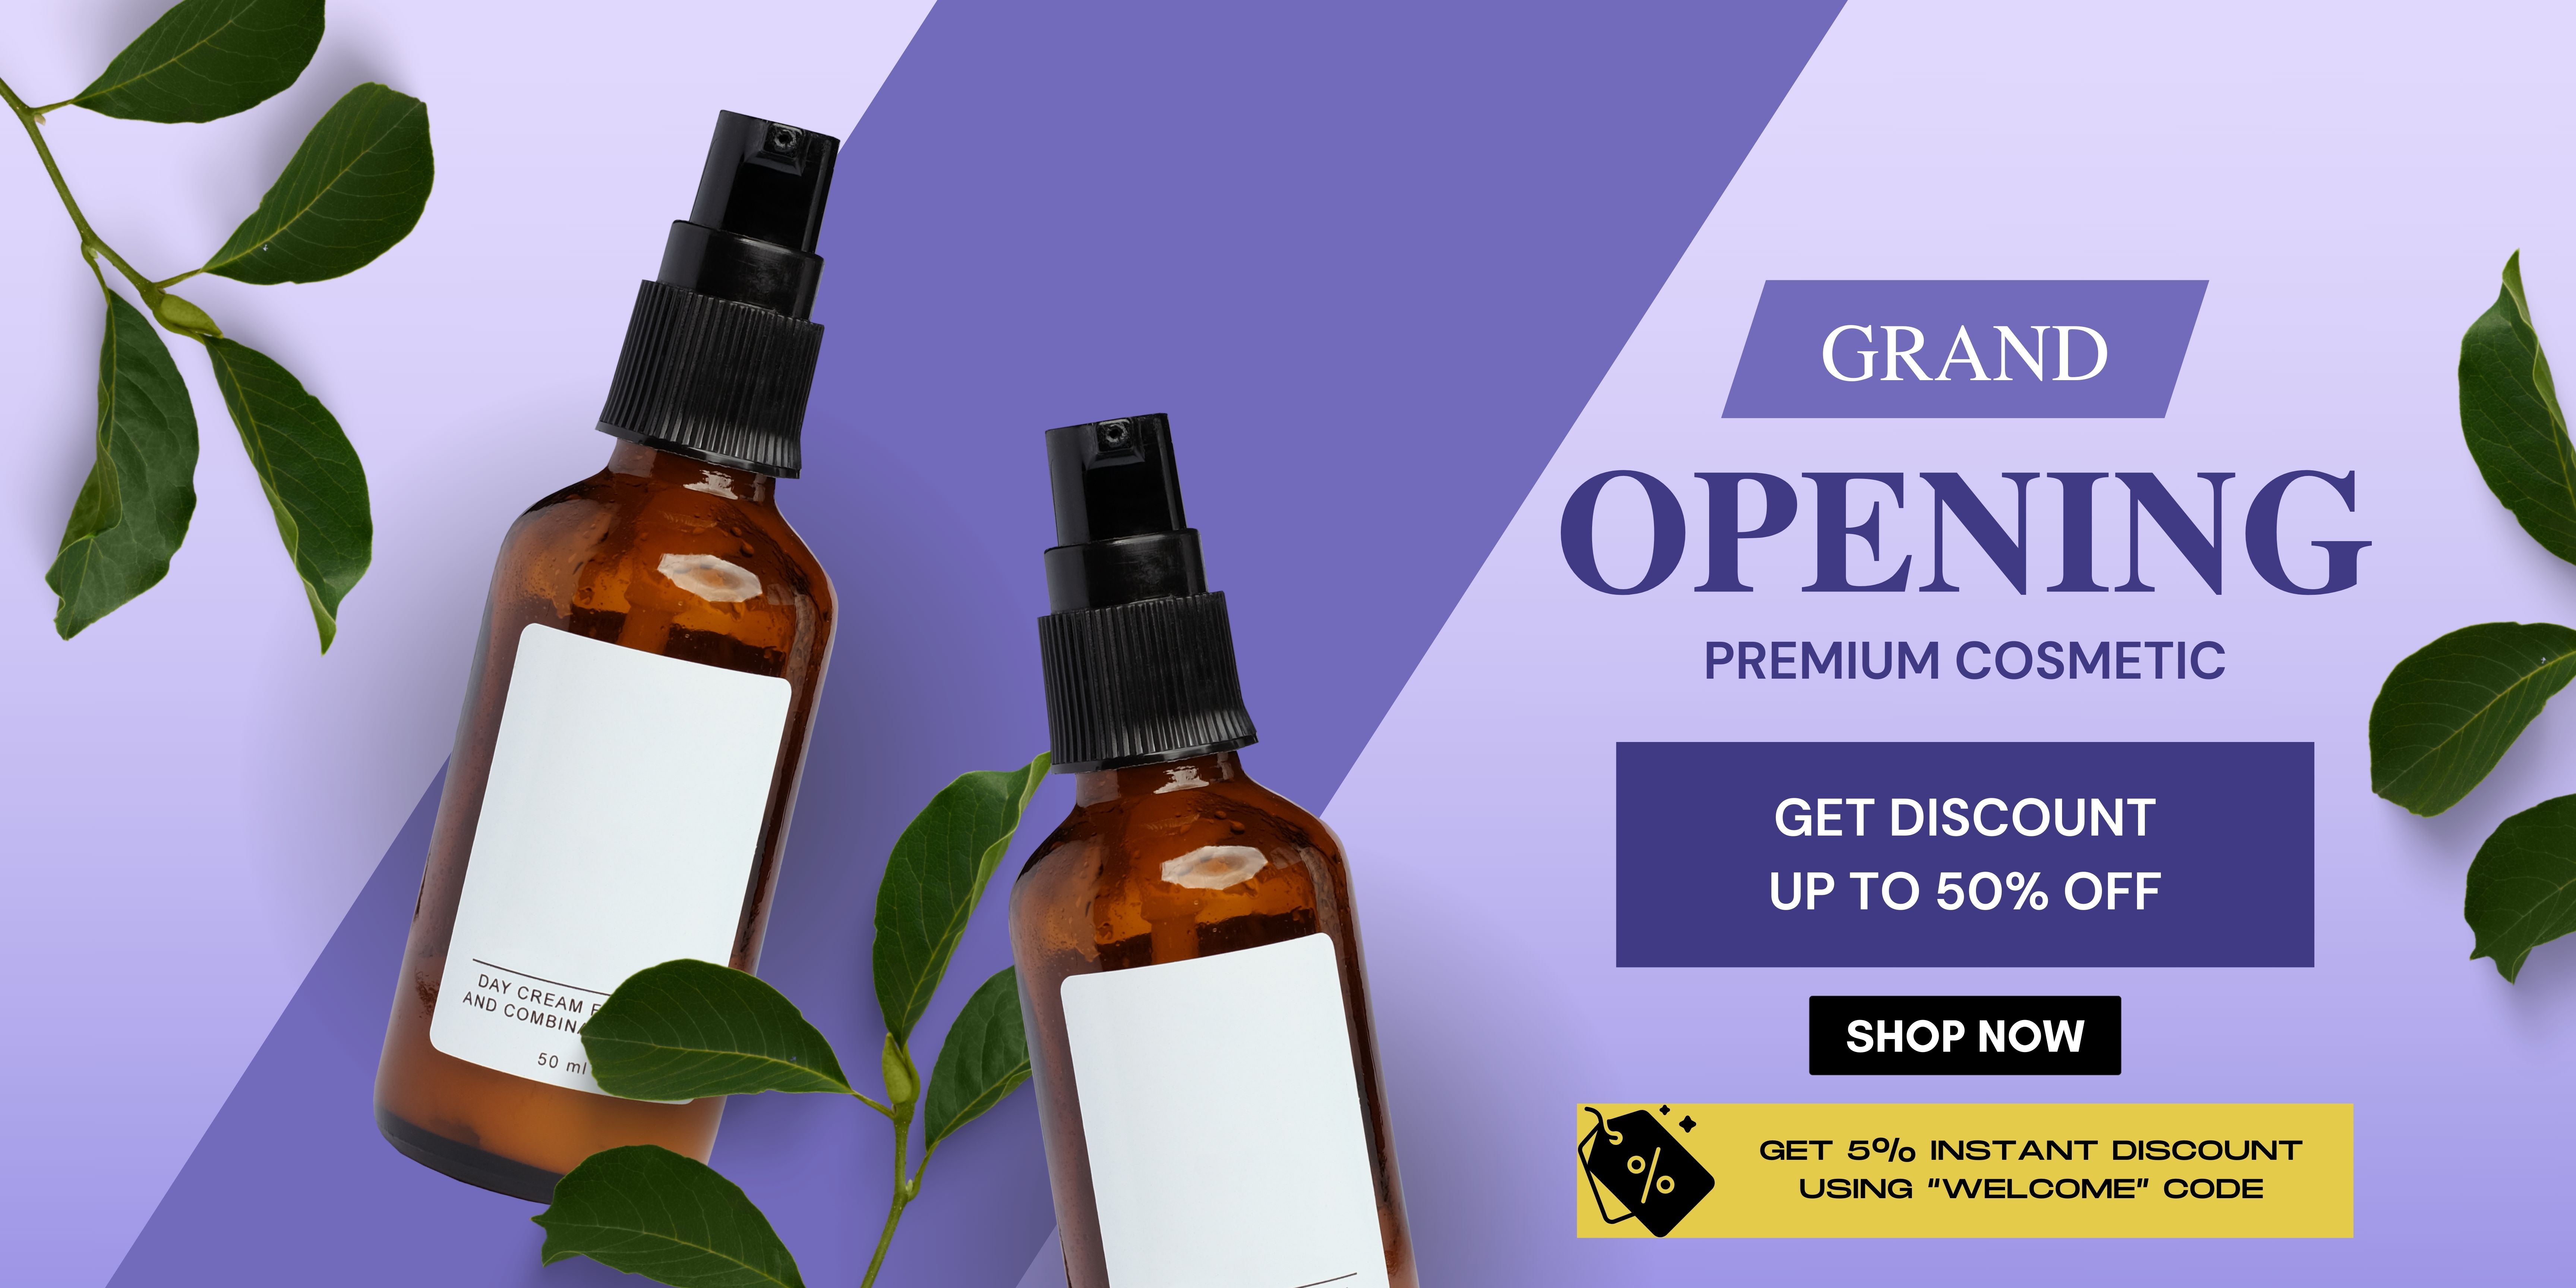 GRAND
OPENING
PREMIUM COSMETIC
GET DISCOUNT
UP TO 50% OFF
SHOP NOW
GET 5% INSTANT DISCOUNT
USING "WELCOME" CODE
DAY CREAM
AND
50 ml